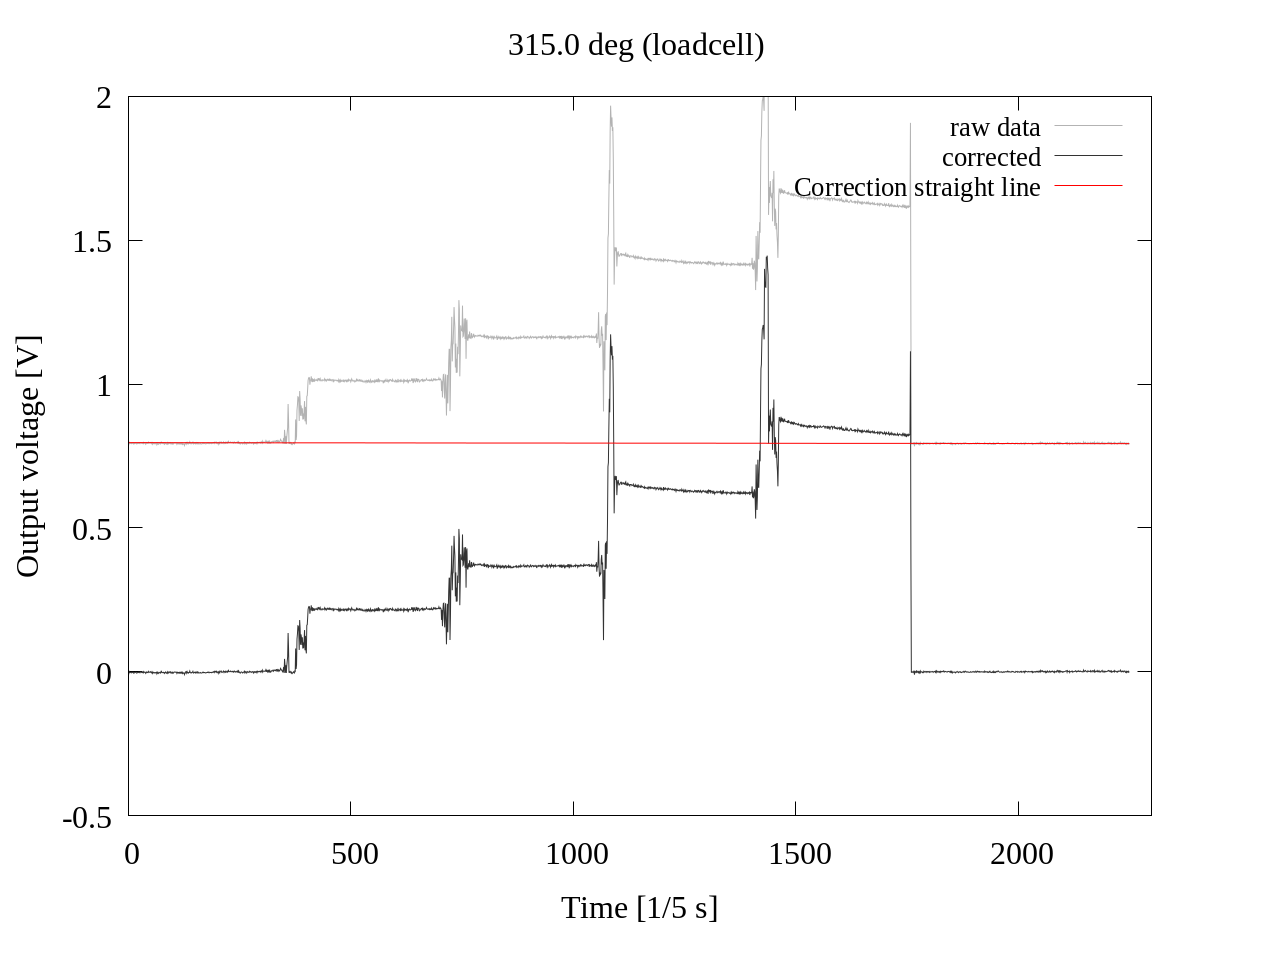 315.0 deg (loadcell)
raw data
corrected
Correction straight line
2
1.5
1
0.5
0
-0.5
Output voltage [V]
0 500 1000 1500 2000
Time [1/5 s]